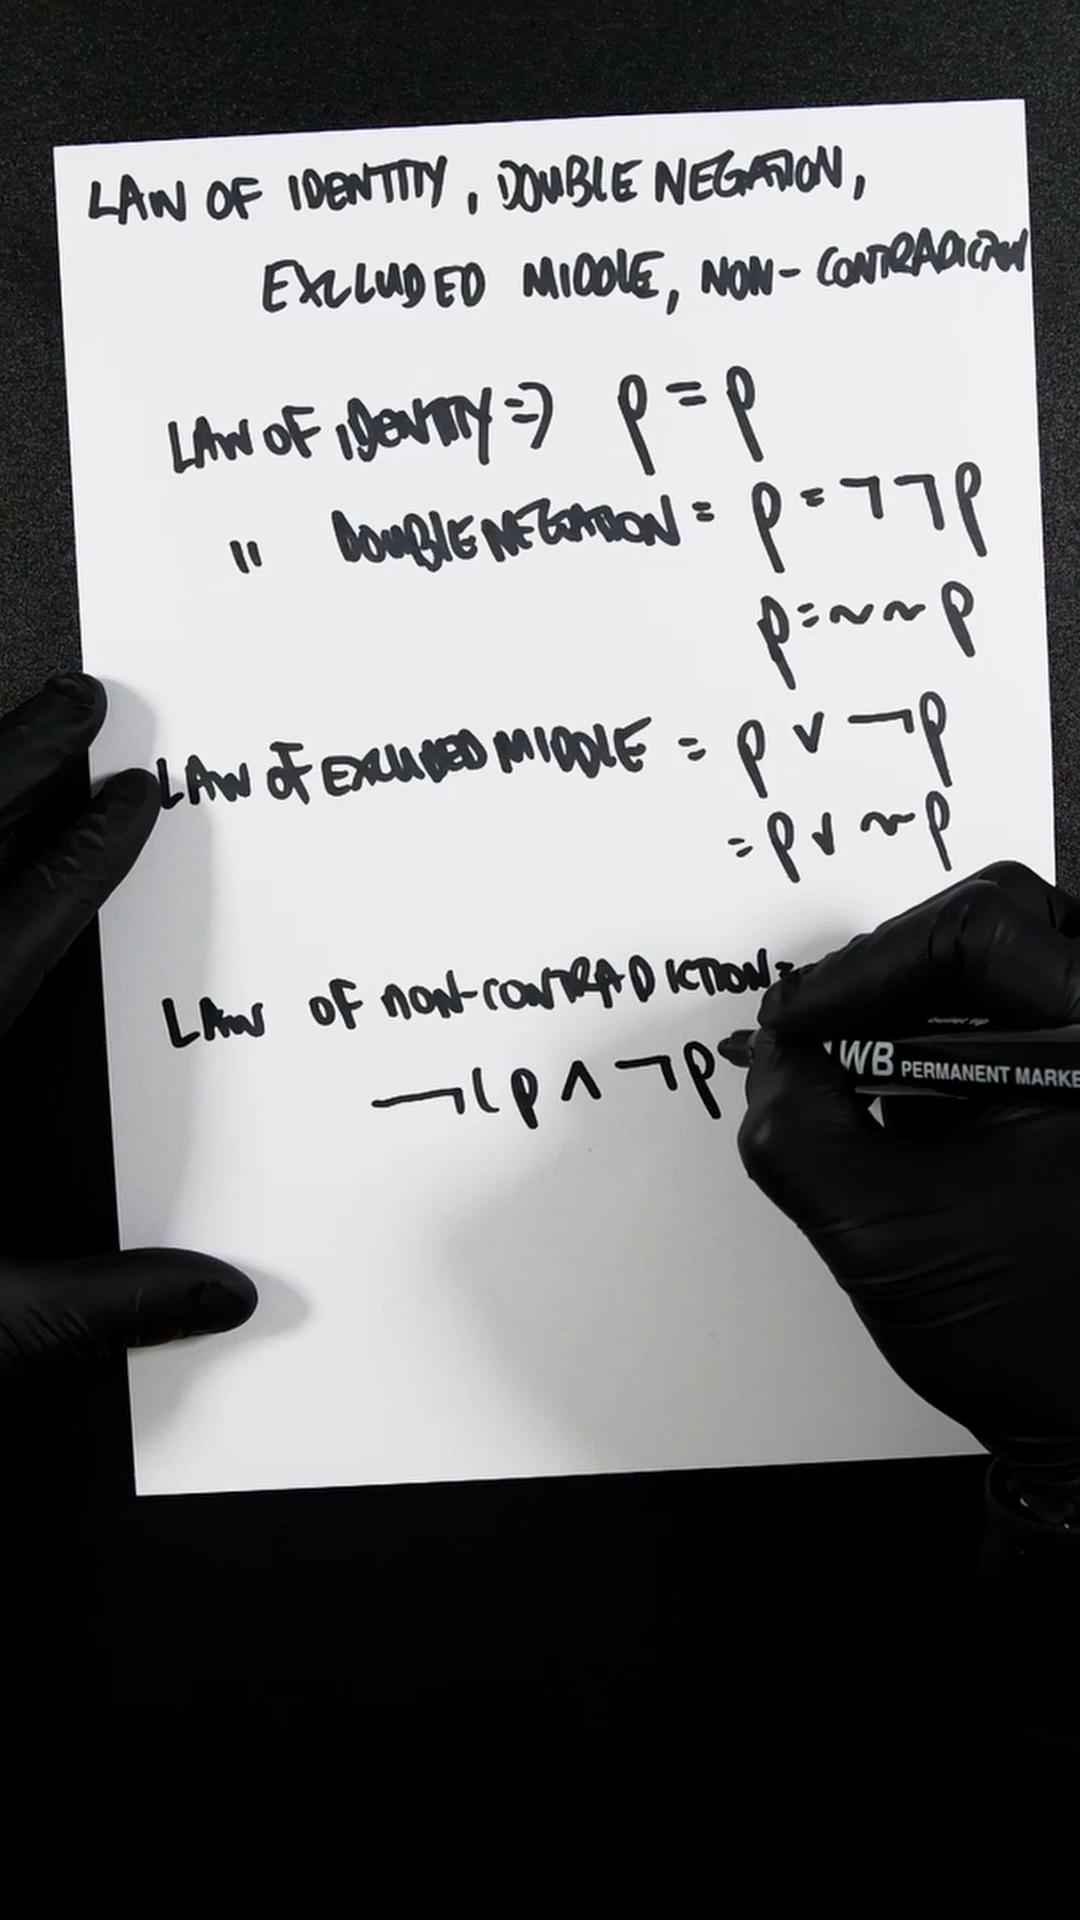 LAW OF IDENTITY, DOUBLE NEGATION,
EXCLUDED MIDDLE, NON-CONTRADICTION
LAW OF IDENTITY => p = p
" DOUBLE NEGATION = p = ¬¬p
p = ~~p
LAW OF EXCLUDED MIDDLE = p ∨ ¬p
= p ∨ ~p
LAW OF NON-CONTRADICTION =
¬(p ∧ ¬p
WB PERMANENT MARKE